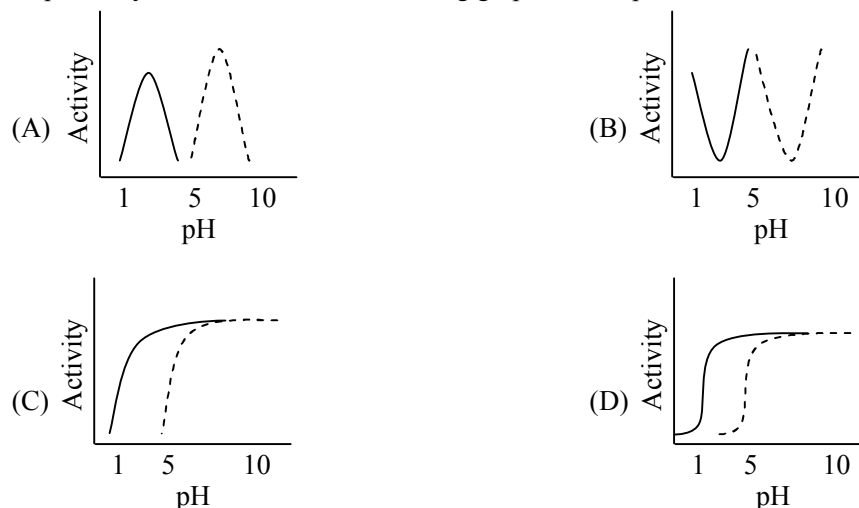 (A) Activity
1 5 10
pH
(B) Activity
1 5 10
pH
(C) Activity
1 5 10
pH
(D) Activity
1 5 10
pH